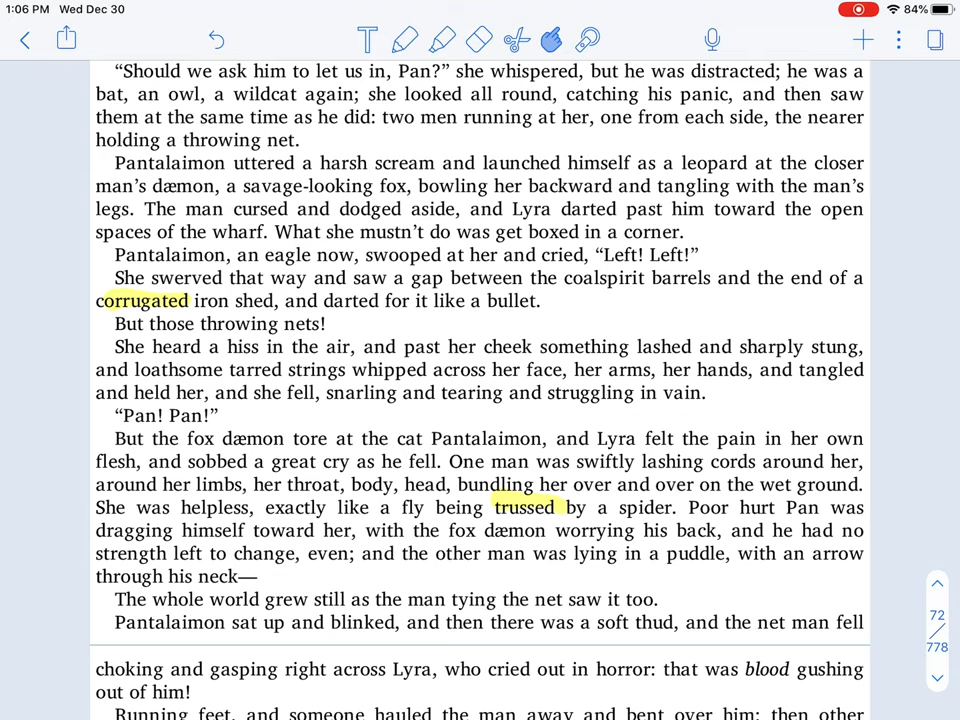 1:06 PM Wed Dec 30 84%
“Should we ask him to let us in, Pan?” she whispered, but he was distracted; he was a
bat, an owl, a wildcat again; she looked all round, catching his panic, and then saw
them at the same time as he did: two men running at her, one from each side, the nearer
holding a throwing net.
Pantalaimon uttered a harsh scream and launched himself as a leopard at the closer
man’s dæmon, a savage-looking fox, bowling her backward and tangling with the man’s
legs. The man cursed and dodged aside, and Lyra darted past him toward the open
spaces of the wharf. What she mustn’t do was get boxed in a corner.
Pantalaimon, an eagle now, swooped at her and cried, “Left! Left!”
She swerved that way and saw a gap between the coalspirit barrels and the end of a
corrugated iron shed, and darted for it like a bullet.
But those throwing nets!
She heard a hiss in the air, and past her cheek something lashed and sharply stung,
and loathsome tarred strings whipped across her face, her arms, her hands, and tangled
and held her, and she fell, snarling and tearing and struggling in vain.
“Pan! Pan!”
But the fox dæmon tore at the cat Pantalaimon, and Lyra felt the pain in her own
flesh, and sobbed a great cry as he fell. One man was swiftly lashing cords around her,
around her limbs, her throat, body, head, bundling her over and over on the wet ground.
She was helpless, exactly like a fly being trussed by a spider. Poor hurt Pan was
dragging himself toward her, with the fox dæmon worrying his back, and he had no
strength left to change, even; and the other man was lying in a puddle, with an arrow
through his neck—
The whole world grew still as the man tying the net saw it too.
Pantalaimon sat up and blinked, and then there was a soft thud, and the net man fell
72
778
choking and gasping right across Lyra, who cried out in horror: that was blood gushing
out of him!
Running feet, and someone hauled the man away and bent over him; then other